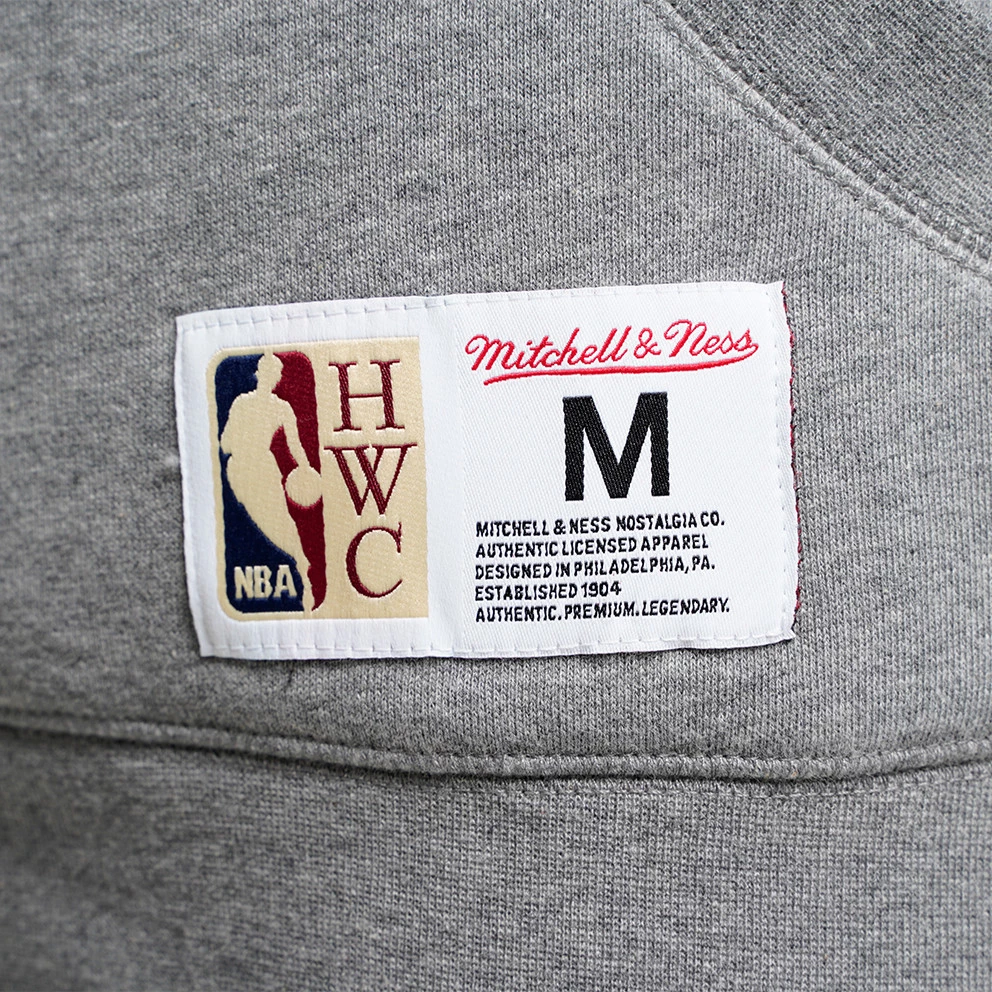 NBA
H
W
C
Mitchell & Ness
M
MITCHELL & NESS NOSTALGIA CO.
AUTHENTIC LICENSED APPAREL
DESIGNED IN PHILADELPHIA, PA.
ESTABLISHED 1904
AUTHENTIC. PREMIUM. LEGENDARY.